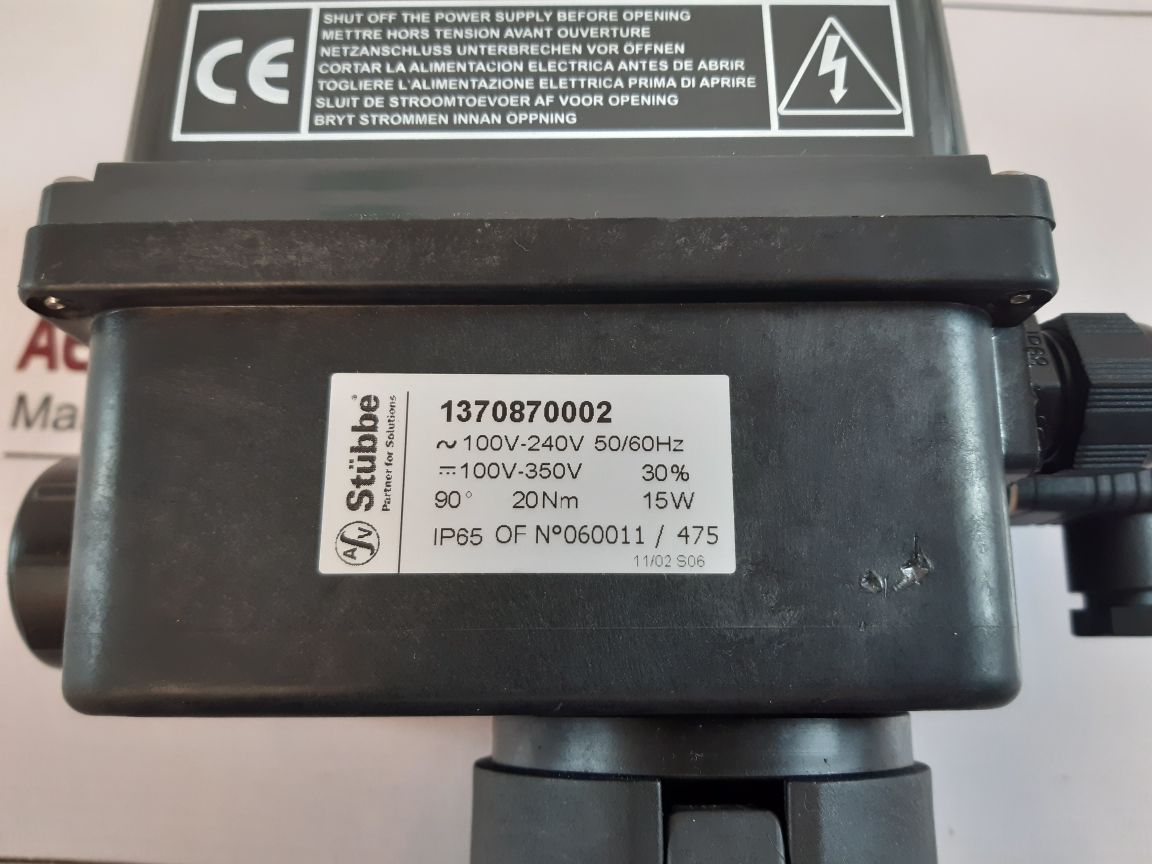 CE
SHUT OFF THE POWER SUPPLY BEFORE OPENING
METTRE HORS TENSION AVANT OUVERTURE
NETZANSCHLUSS UNTERBRECHEN VOR ÖFFNEN
CORTAR LA ALIMENTACION ELECTRICA ANTES DE ABRIR
TOGLIERE L'ALIMENTAZIONE ELETTRICA PRIMA DI APRIRE
SLUIT DE STROOMTOEVOER AF VOOR OPENING
BRYT STROMMEN INNAN ÖPPNING
ASV Stübbe®
Partner for Solutions
1370870002
~ 100V-240V 50/60Hz
⎓ 100V-350V 30%
90° 20Nm 15W
IP65 OF N°060011 / 475
11/02 S06